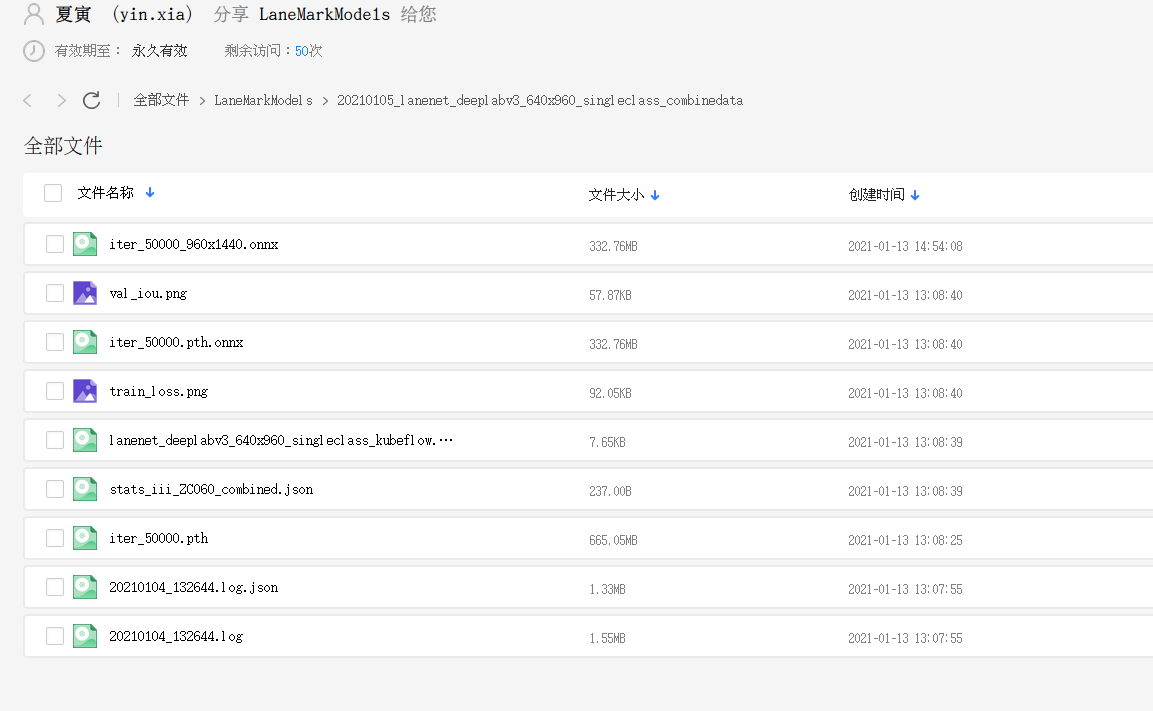 夏寅 (yin.xia) 分享 LaneMarkModels 给您
有效期至： 永久有效 剩余访问：50次
全部文件 > LaneMarkModels > 20210105_lanenet_deeplabv3_640x960_singleclass_combinedata
全部文件
文件名称 文件大小 创建时间
iter_50000_960x1440.onnx 332.76MB 2021-01-13 14:54:08
val_iou.png 57.87KB 2021-01-13 13:08:40
iter_50000.pth.onnx 332.76MB 2021-01-13 13:08:40
train_loss.png 92.05KB 2021-01-13 13:08:40
lanenet_deeplabv3_640x960_singleclass_kubeflow.··· 7.65KB 2021-01-13 13:08:39
stats_iii_ZC060_combined.json 237.00B 2021-01-13 13:08:39
iter_50000.pth 665.05MB 2021-01-13 13:08:25
20210104_132644.log.json 1.33MB 2021-01-13 13:07:55
20210104_132644.log 1.55MB 2021-01-13 13:07:55